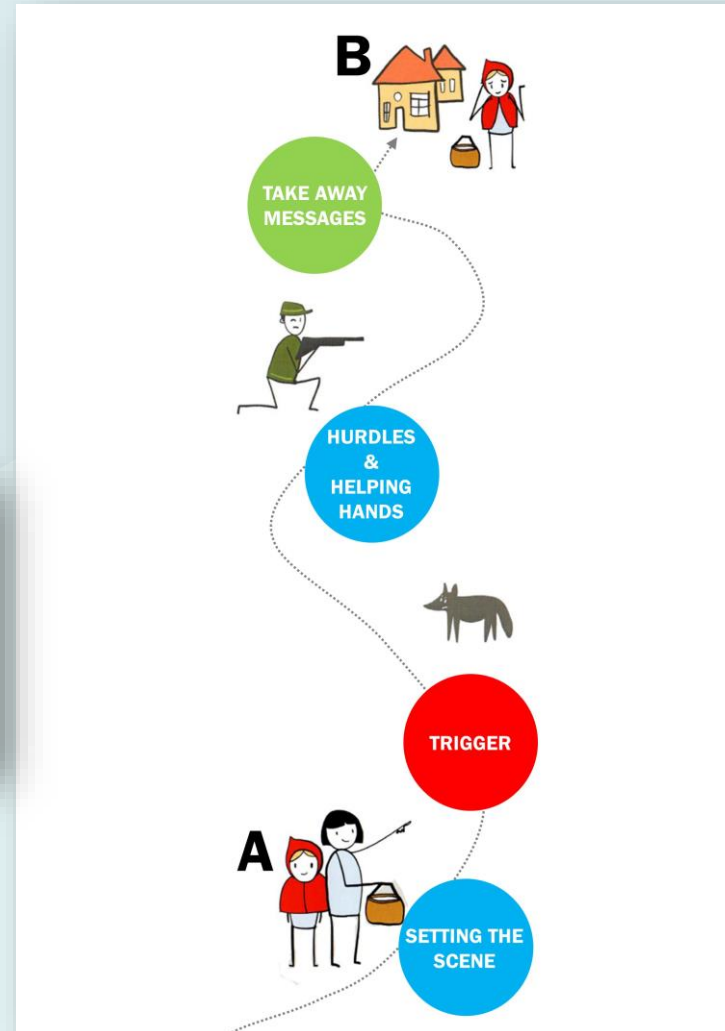 B
TAKE AWAY
MESSAGES
HURDLES
&
HELPING
HANDS
TRIGGER
A
SETTING THE
SCENE